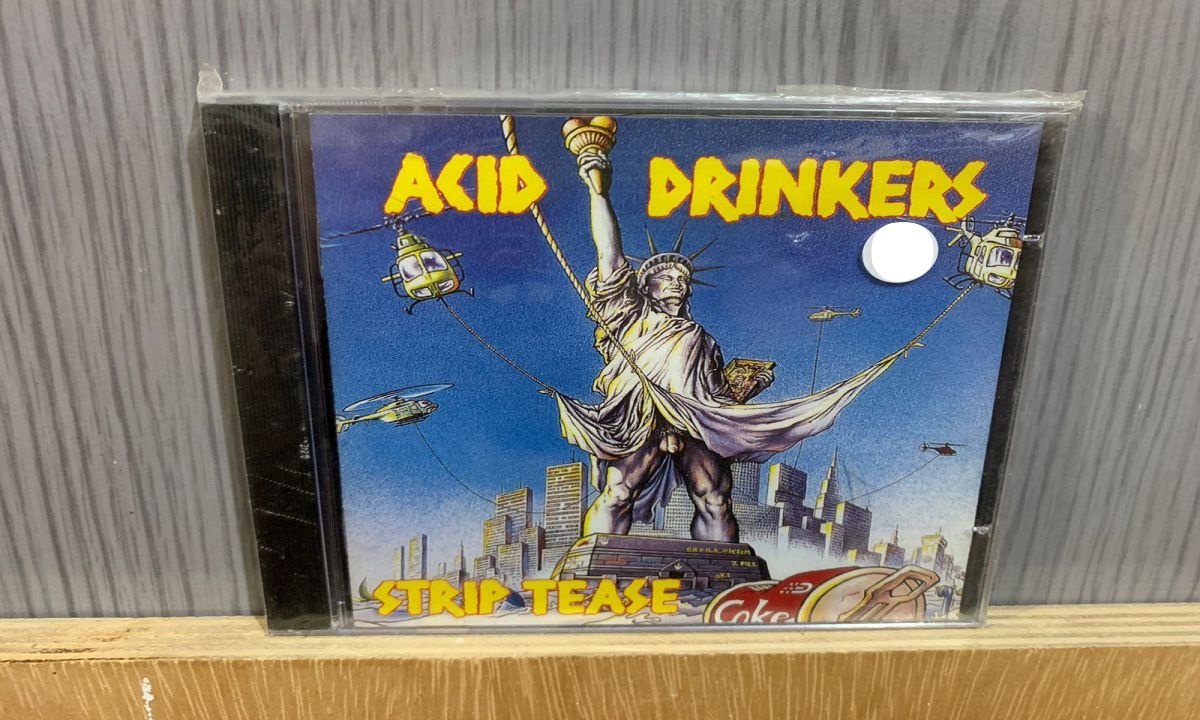 ACID DRINKERS
STRIP TEASE
Coke